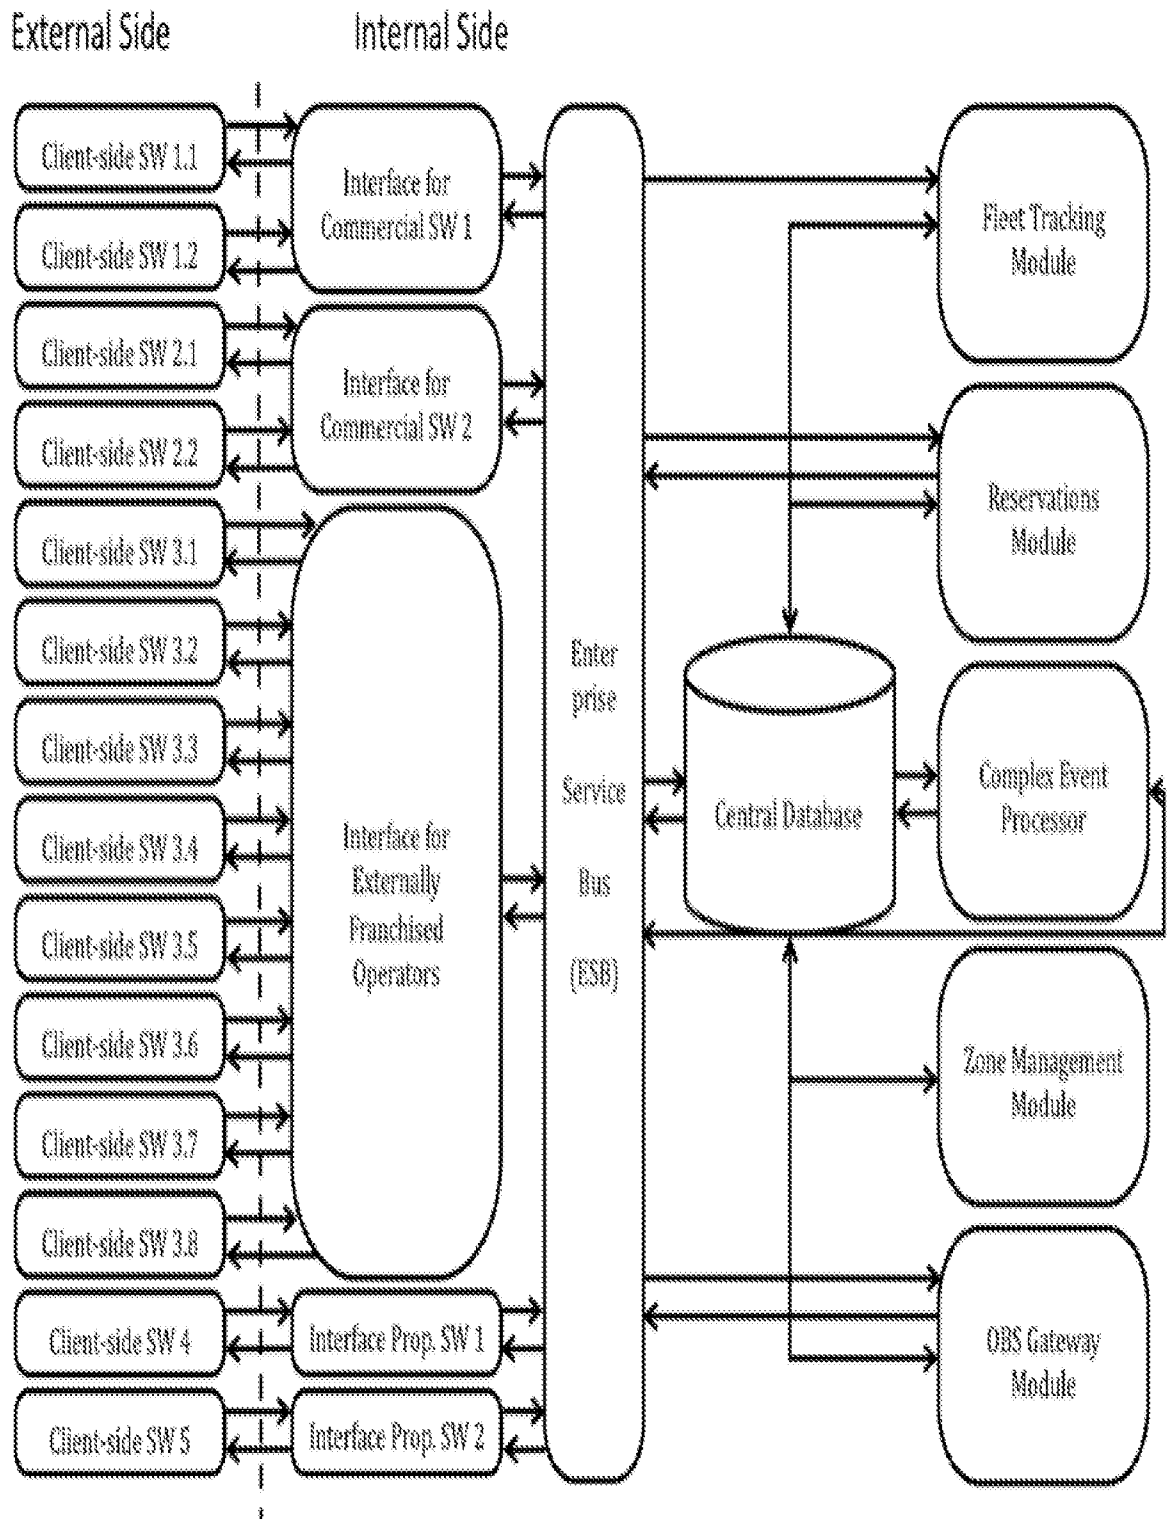 External Side
Internal Side
Client-side SW 1.1
Client-side SW 1.2
Client-side SW 2.1
Client-side SW 2.2
Client-side SW 3.1
Client-side SW 3.2
Client-side SW 3.3
Client-side SW 3.4
Client-side SW 3.5
Client-side SW 3.6
Client-side SW 3.7
Client-side SW 3.8
Client-side SW 4
Client-side SW 5
Interface for
Commercial SW 1
Interface for
Commercial SW 2
Interface for
Externally
Franchised
Operators
Interface Prop. SW 1
Interface Prop. SW 2
Enter
prise
Service
Bus
(ESB)
Central Database
Fleet Tracking
Module
Reservations
Module
Complex Event
Processor
Zone Management
Module
OBS Gateway
Module